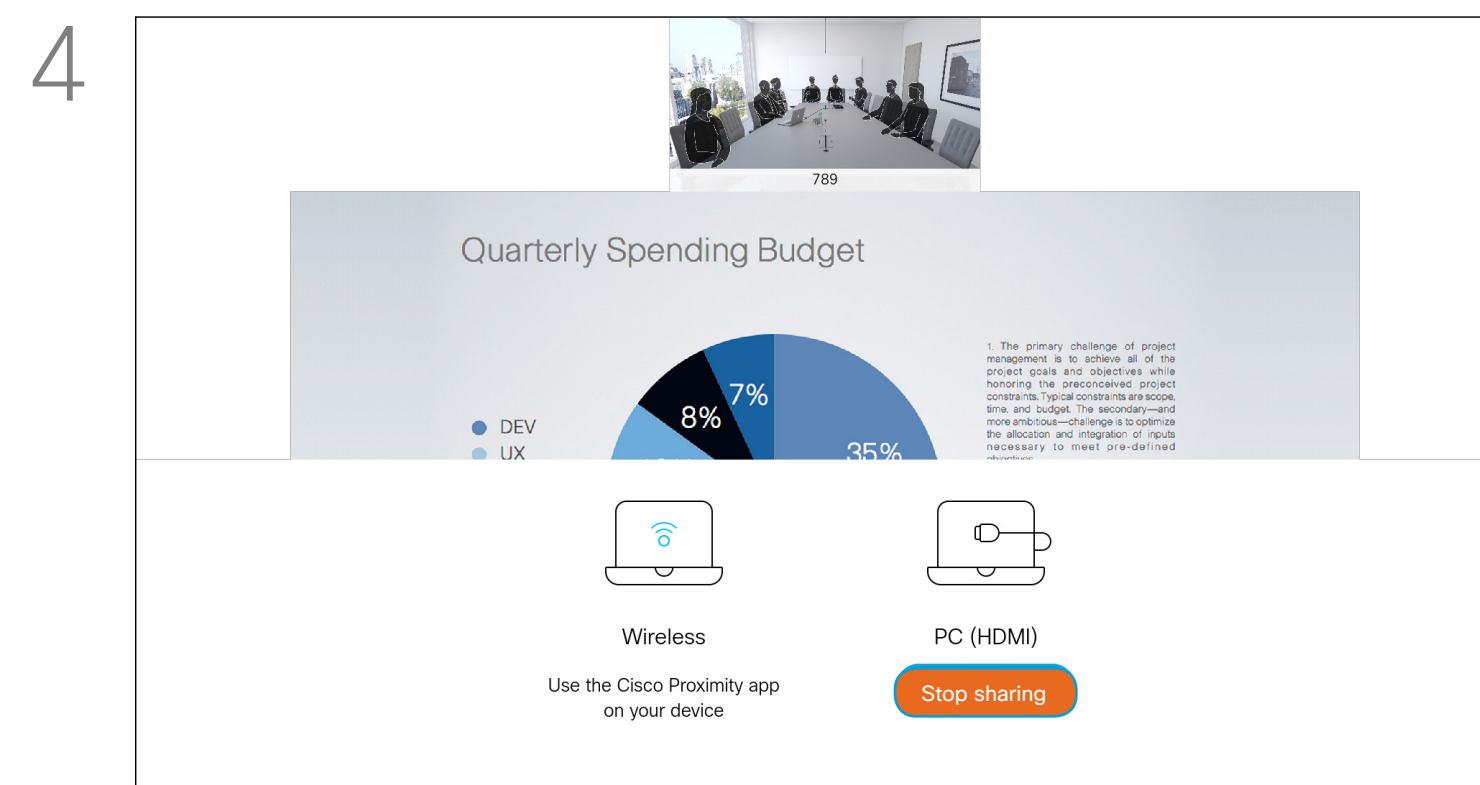 4
789
Quarterly Spending Budget
7%
8%
35%
DEV
UX
1. The primary challenge of project
management is to achieve all of the
project goals and objectives while
honoring the preconceived project
constraints. Typical constraints are scope,
time, and budget. The secondary—and
more ambitious—challenge is to optimize
the allocation and integration of inputs
necessary to meet pre-defined
Wireless
PC (HDMI)
Use the Cisco Proximity app
on your device
Stop sharing